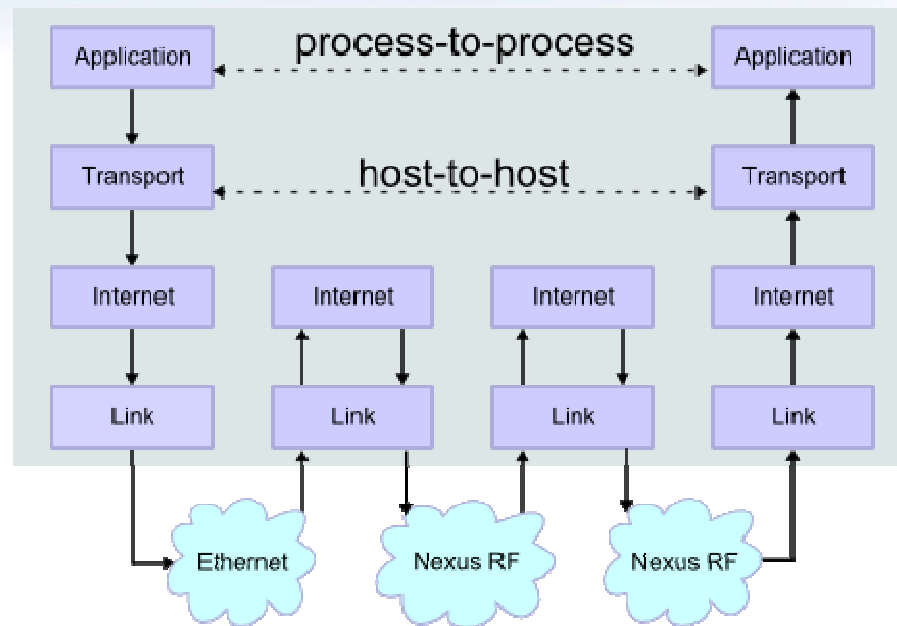 Application
process-to-process
Application
Transport
host-to-host
Transport
Internet
Internet
Internet
Internet
Link
Link
Link
Link
Ethernet
Nexus RF
Nexus RF